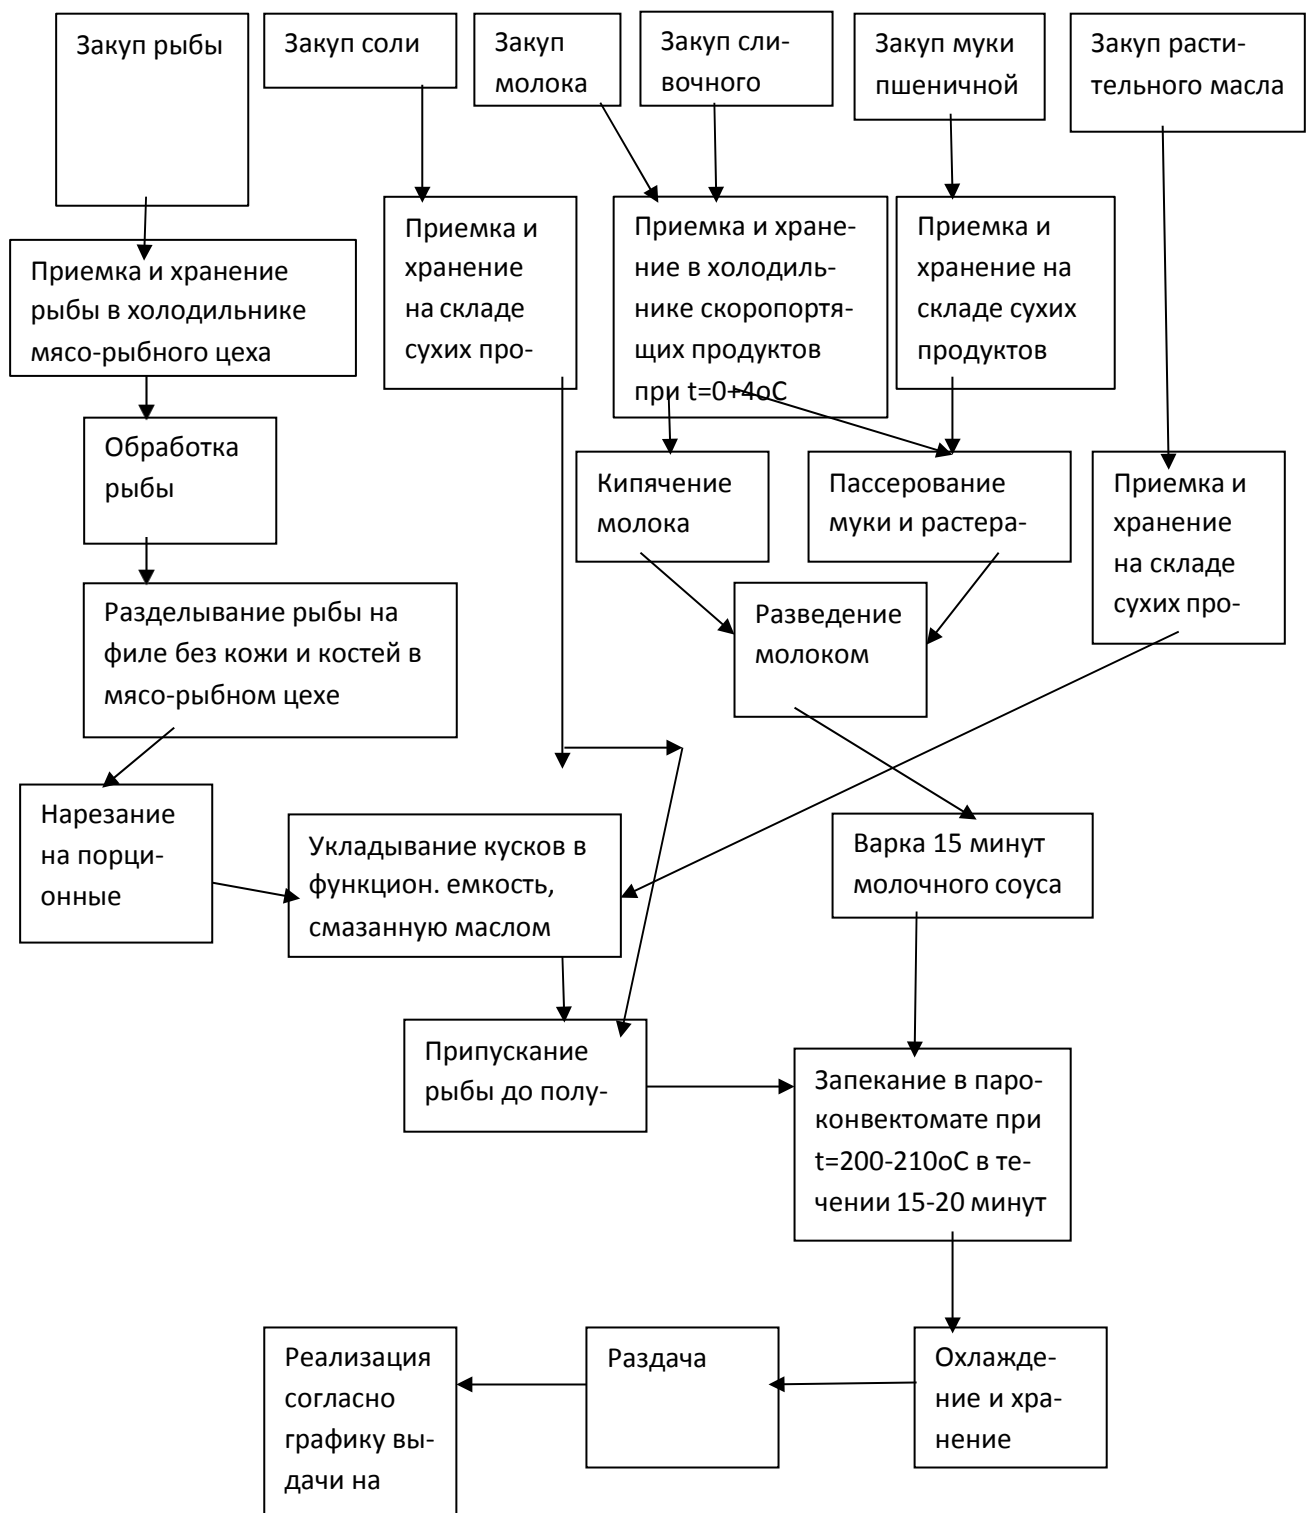 Закуп рыбы
Закуп соли
Закуп
молока
Закуп сли-
вочного
Закуп муки
пшеничной
Закуп расти-
тельного масла
Приемка и хранение
рыбы в холодильнике
мясо-рыбного цеха
Приемка и
хранение
на складе
сухих про-
Приемка и хране-
ние в холодиль-
нике скоропортя-
щих продуктов
при t=0+4оС
Приемка и
хранение на
складе сухих
продуктов
Обработка
рыбы
Кипячение
молока
Пассерование
муки и растера-
Приемка и
хранение
на складе
сухих про-
Разделывание рыбы на
филе без кожи и костей в
мясо-рыбном цехе
Разведение
молоком
Нарезание
на порци-
онные
Укладывание кусков в
функцион. емкость,
смазанную маслом
Варка 15 минут
молочного соуса
Припускание
рыбы до полу-
Запекание в паро-
конвектомате при
t=200-210оС в те-
чении 15-20 минут
Реализация
согласно
графику вы-
дачи на
Раздача
Охлажде-
ние и хра-
нение